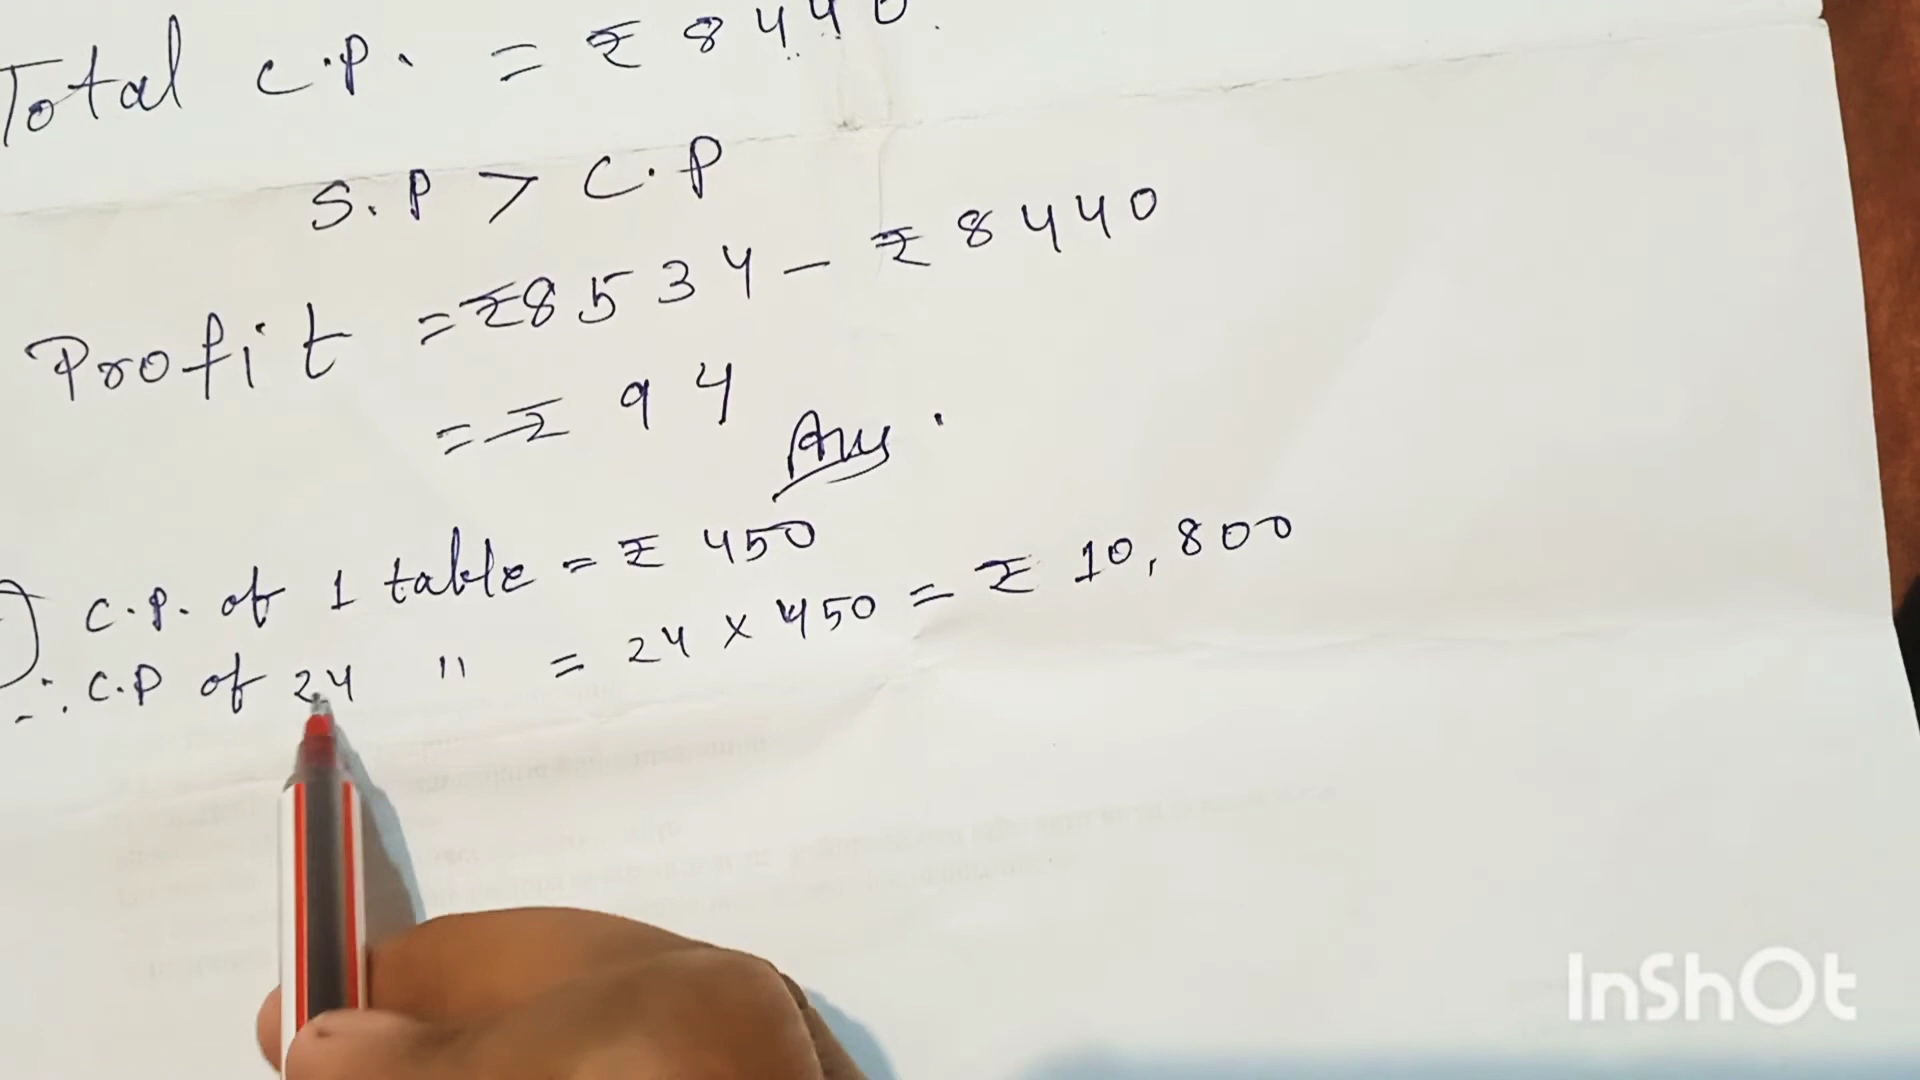 Total C.P. = ₹ 8440.
S.P > C.P
Profit = ₹8534 - ₹ 8440
= ₹ 94
Ans.
C.P. of 1 table = ₹ 450
∴ C.P of 24 " = 24 x 450 = ₹ 10,800
InShOt